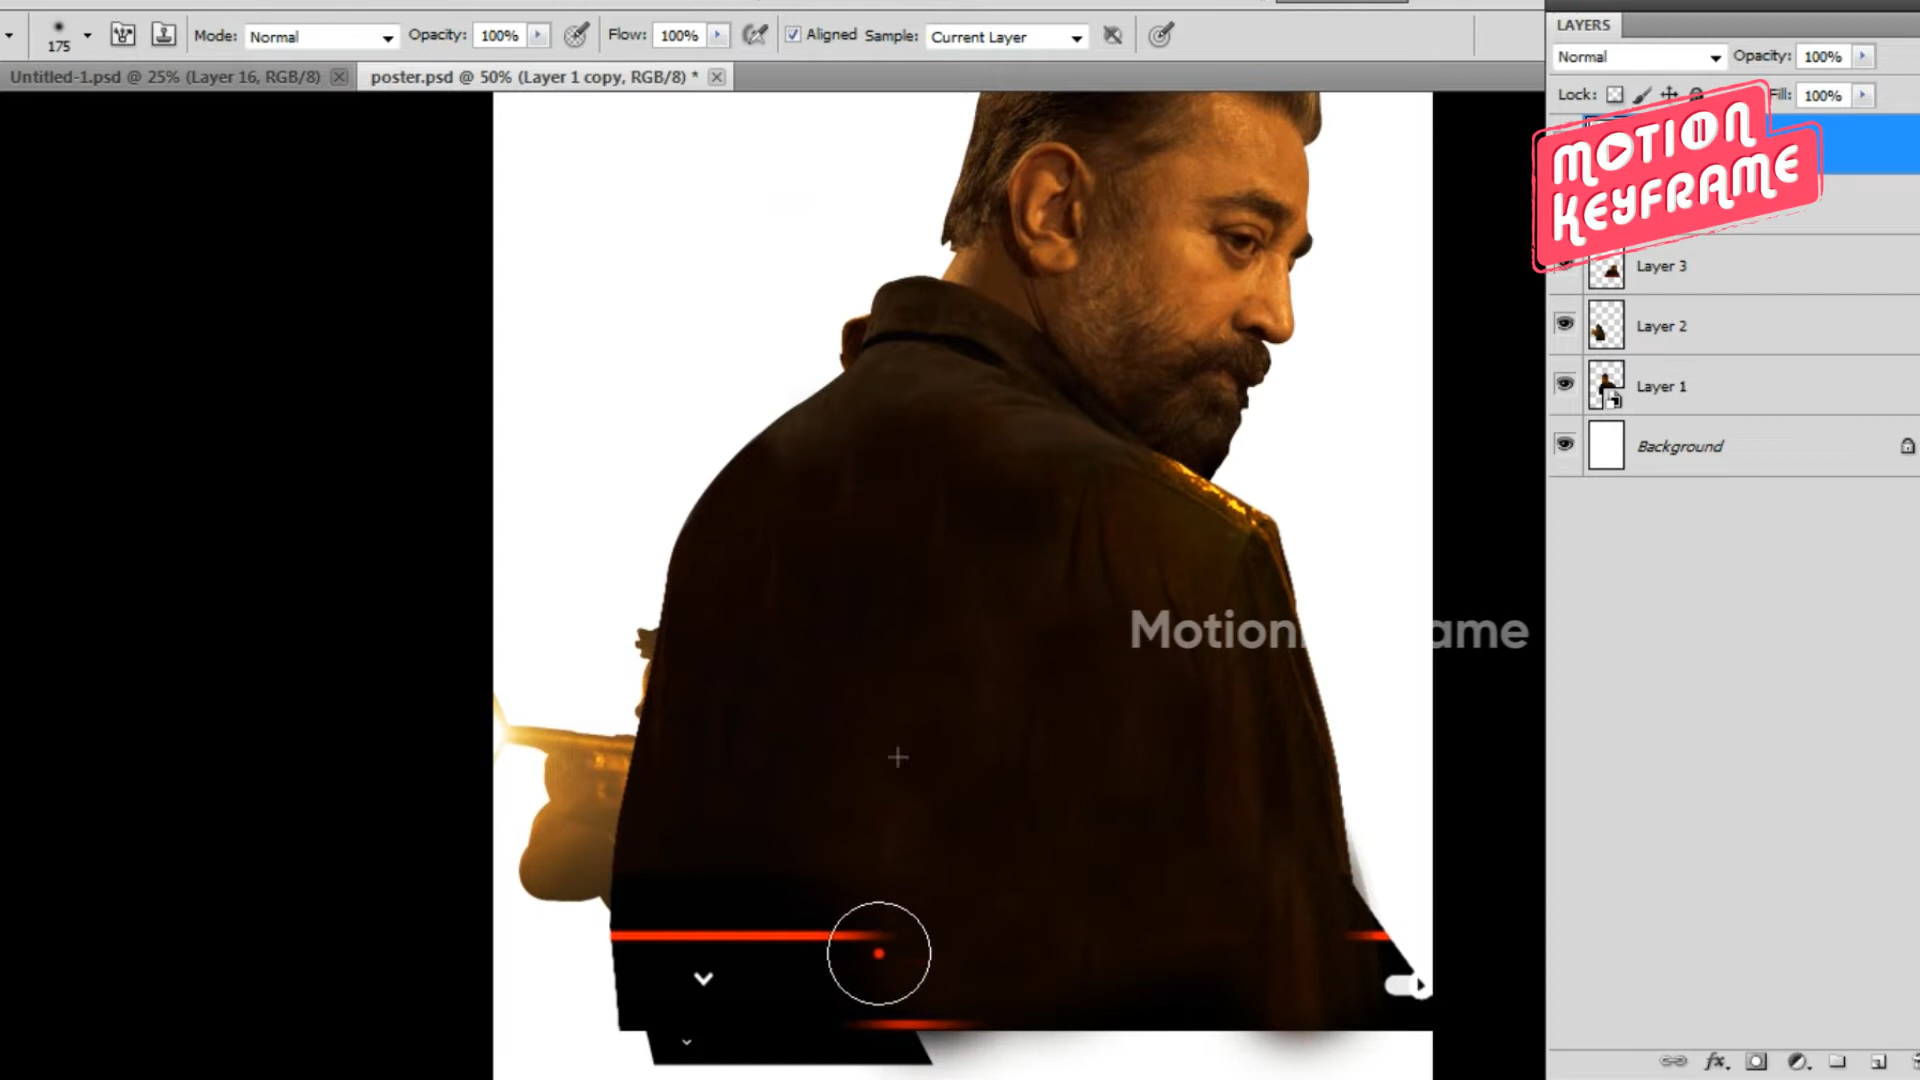 LAYERS
175
Mode: Normal
Opacity: 100%
Flow: 100%
Aligned
Sample: Current Layer
Normal
Opacity: 100%
Untitled-1.psd @ 25% (Layer 16, RGB/8)
poster.psd @ 50% (Layer 1 copy, RGB/8) *
Lock:
Fill: 100%
MOTION
KEYFRAME
Layer 3
Layer 2
Layer 1
Background
Motion ame
fx